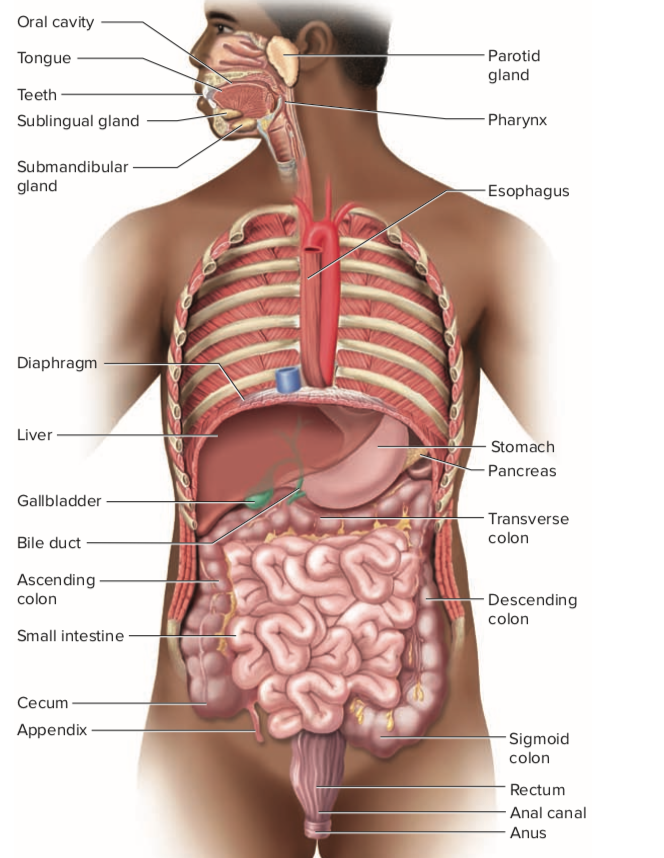 Oral cavity
Tongue
Teeth
Sublingual gland
Submandibular
gland
Diaphragm
Liver
Gallbladder
Bile duct
Ascending
colon
Small intestine
Cecum
Appendix
Parotid
gland
Pharynx
Esophagus
Stomach
Pancreas
Transverse
colon
Descending
colon
Sigmoid
colon
Rectum
Anal canal
Anus